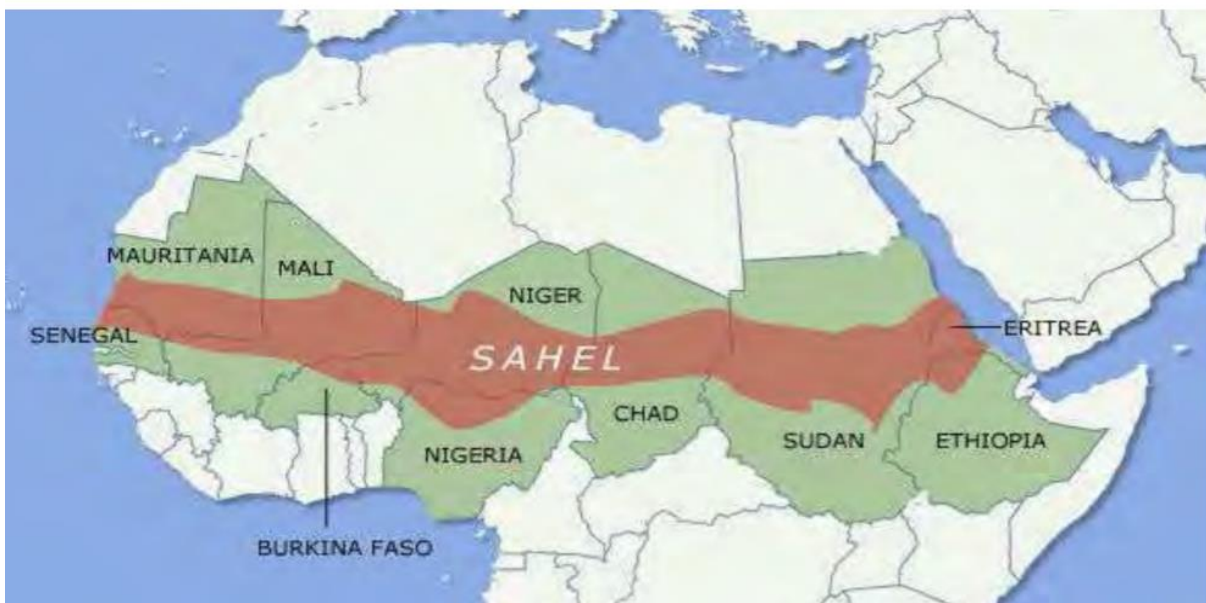 MAURITANIA
MALI
NIGER
SENEGAL
ERITREA
SAHEL
CHAD
NIGERIA
SUDAN
ETHIOPIA
BURKINA FASO